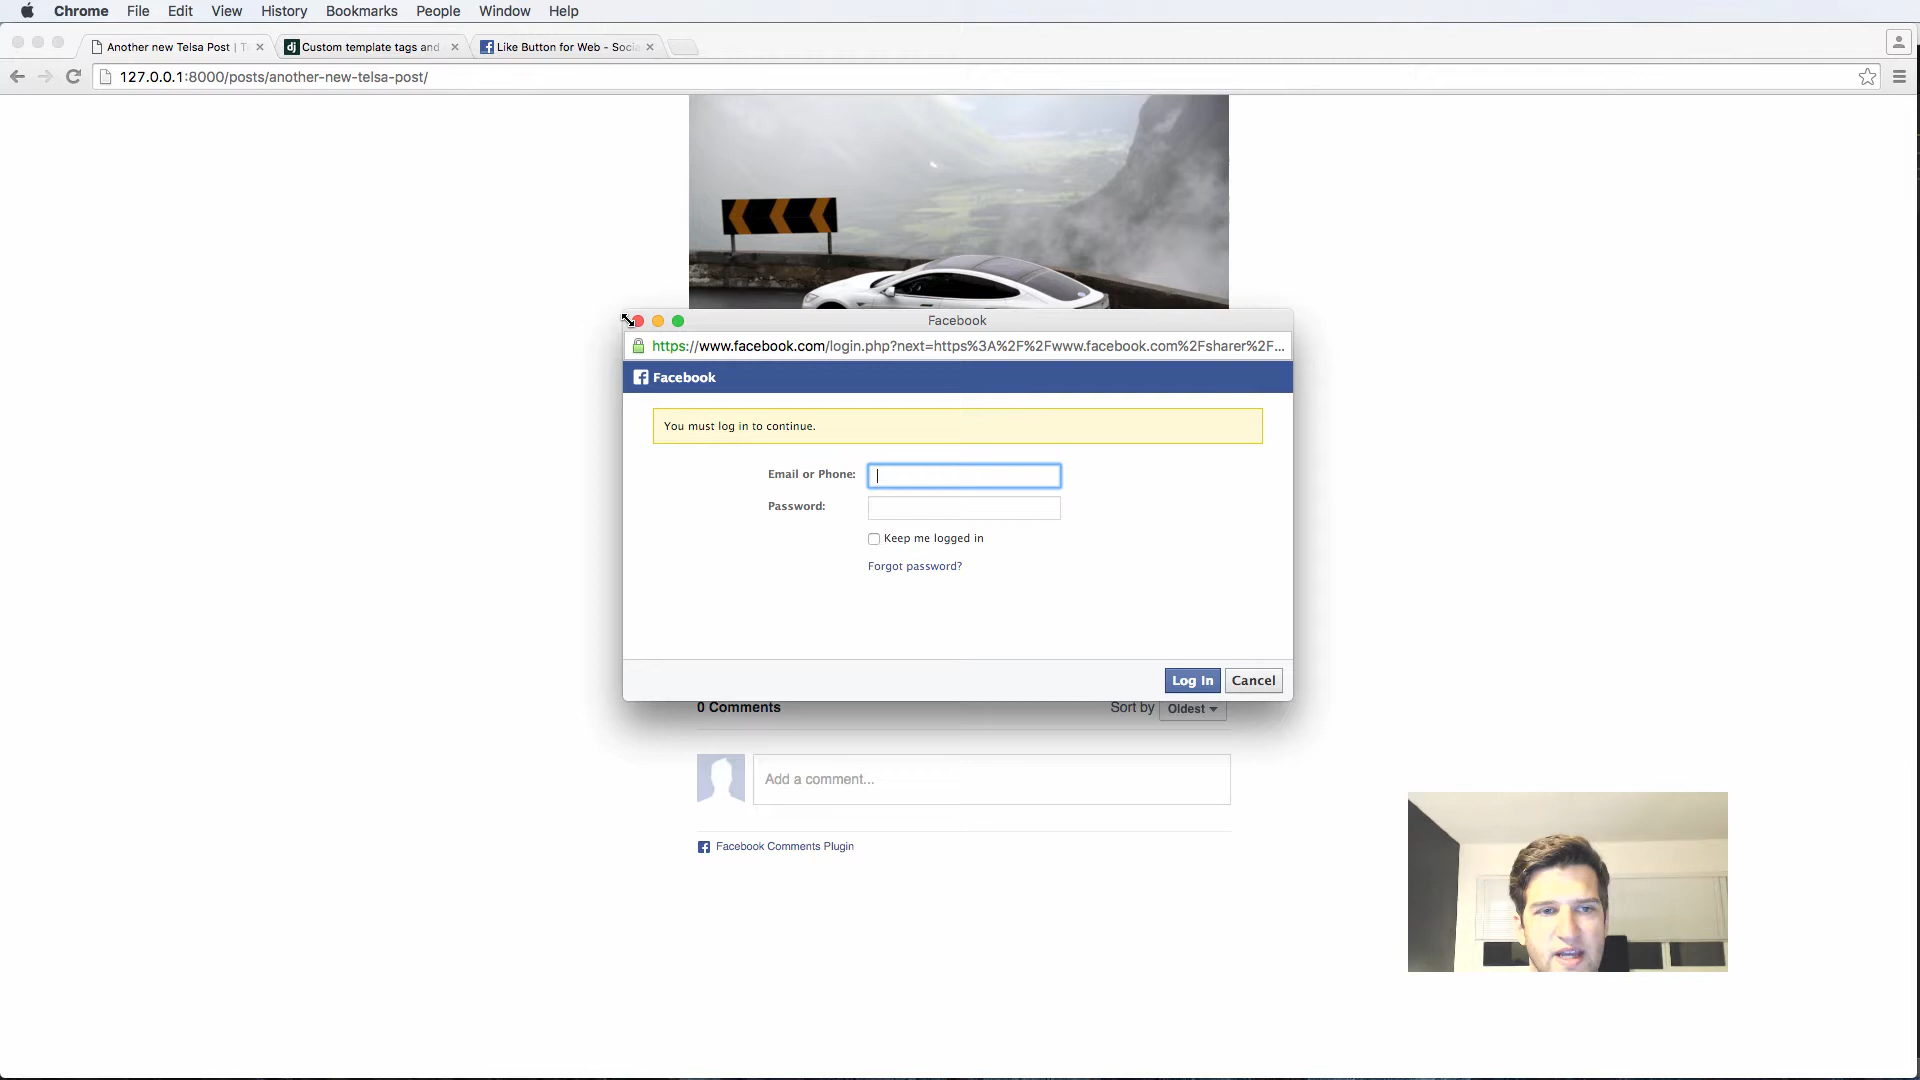 Chrome File Edit View History Bookmarks People Window Help
Another new Telsa Post | T
dj Custom template tags and
Like Button for Web - Socia
127.0.0.1:8000/posts/another-new-telsa-post/
Facebook
https://www.facebook.com/login.php?next=https%3A%2F%2Fwww.facebook.com%2Fsharer%2F...
Facebook
You must log in to continue.
Email or Phone:
Password:
Keep me logged in
Forgot password?
Log In Cancel
0 Comments Sort by Oldest
Add a comment...
Facebook Comments Plugin